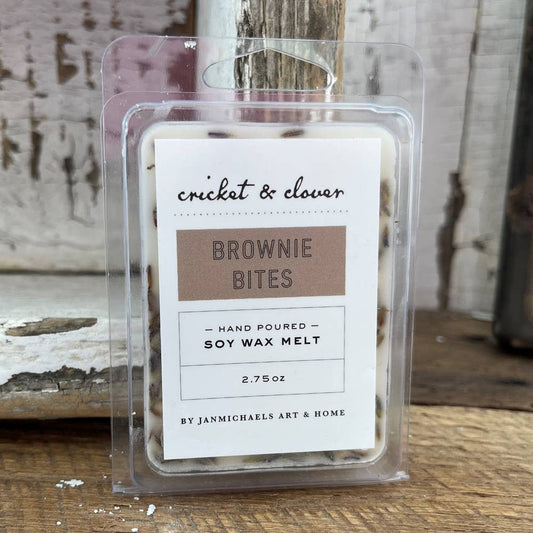 cricket & clover
BROWNIE
BITES
— HAND POURED —
SOY WAX MELT
2.75oz
BY JANMICHAELS ART & HOME